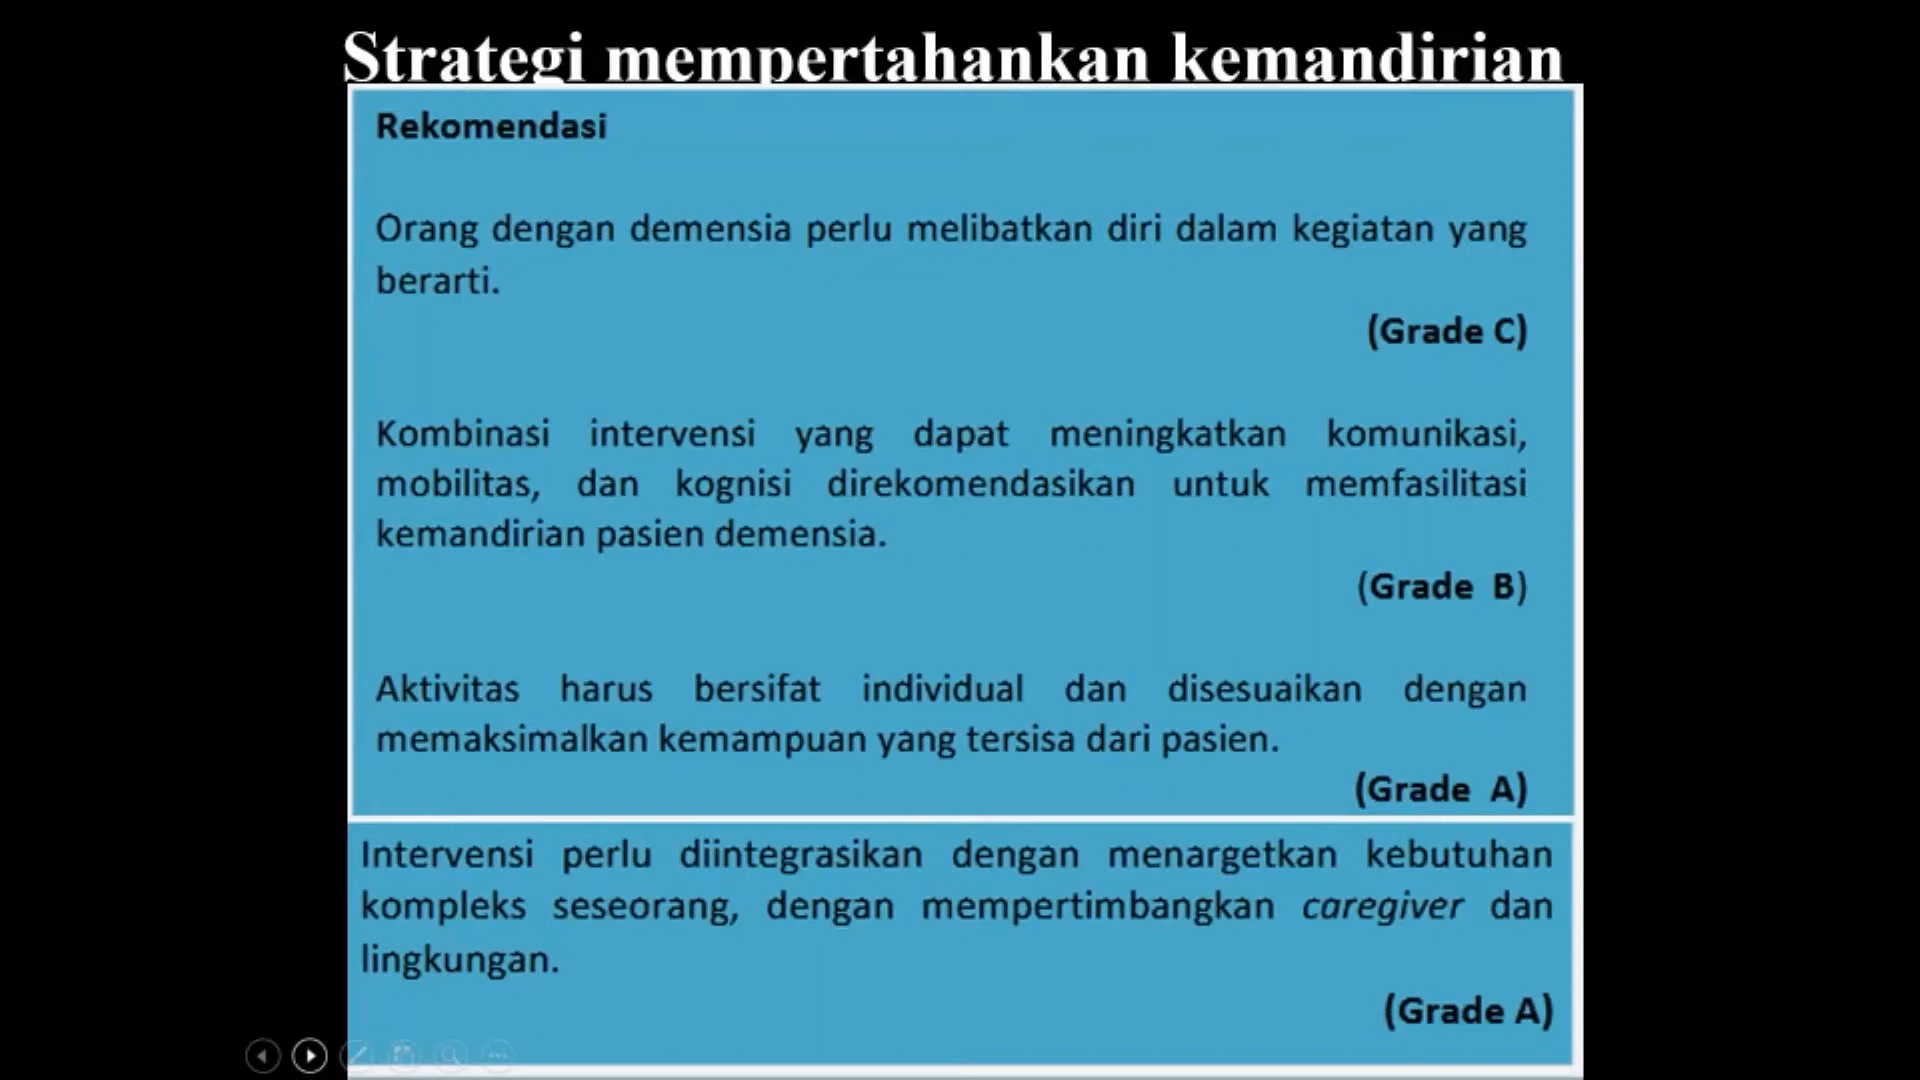 Strategi mempertahankan kemandirian
Rekomendasi
Orang dengan demensia perlu melibatkan diri dalam kegiatan yang
berarti.
(Grade C)
Kombinasi intervensi yang dapat meningkatkan komunikasi,
mobilitas, dan kognisi direkomendasikan untuk memfasilitasi
kemandirian pasien demensia.
(Grade B)
Aktivitas harus bersifat individual dan disesuaikan dengan
memaksimalkan kemampuan yang tersisa dari pasien.
(Grade A)
Intervensi perlu diintegrasikan dengan menargetkan kebutuhan
kompleks seseorang, dengan mempertimbangkan caregiver dan
lingkungan.
(Grade A)